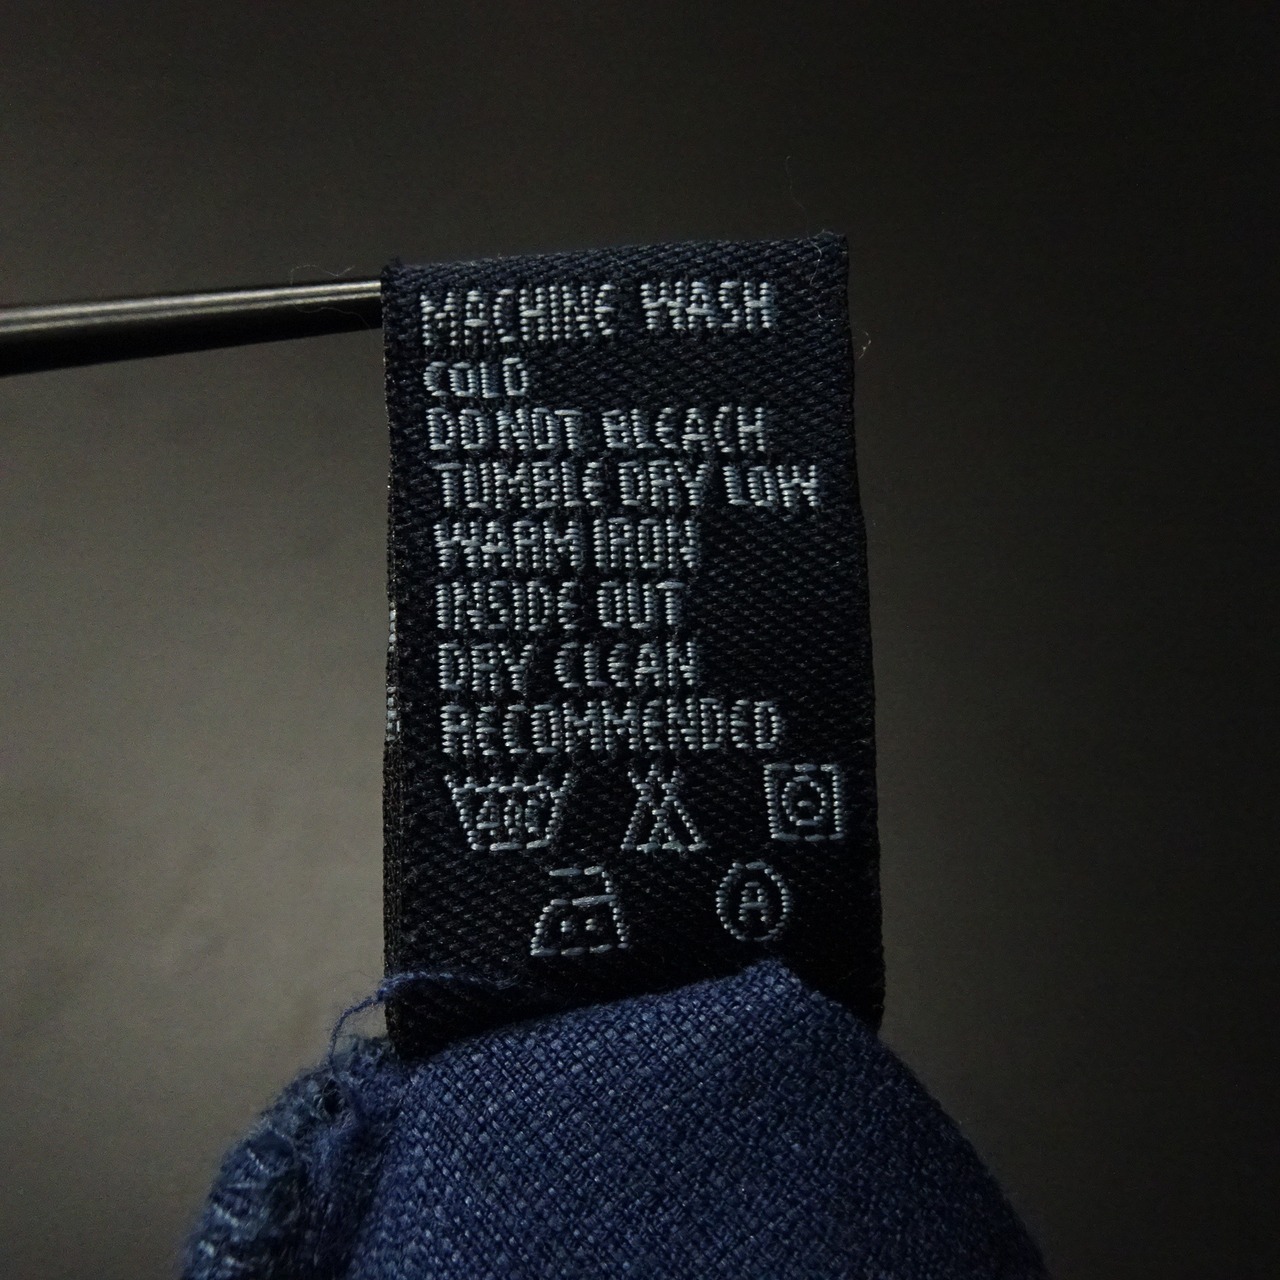 MACHINE WASH
COLD
DO NOT BLEACH
TUMBLE DRY LOW
WARM IRON
INSIDE OUT
DRY CLEAN
RECOMMENDED
40
A